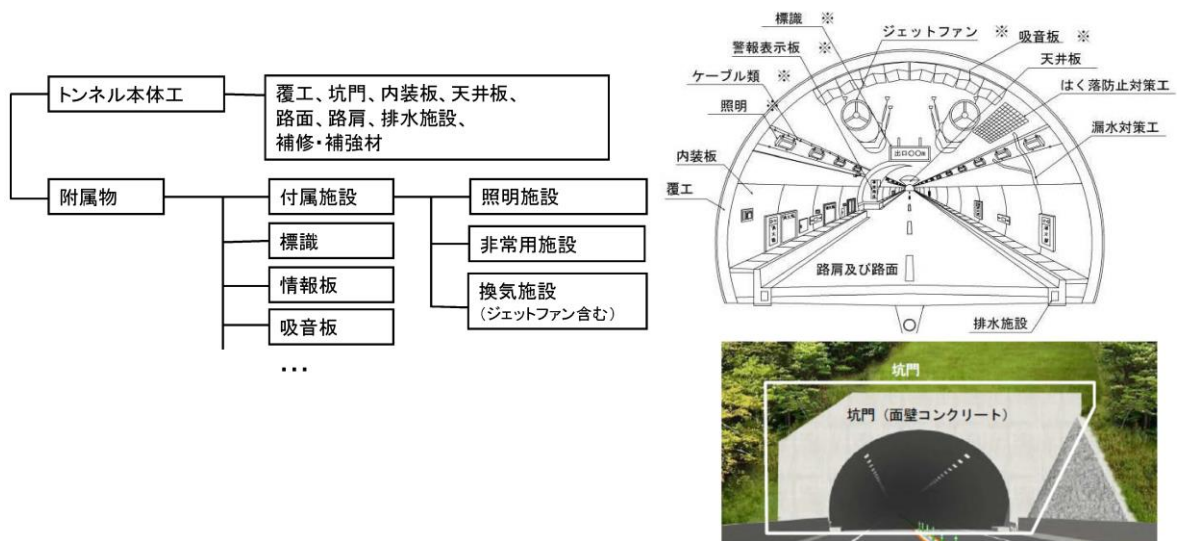 トンネル本体工
覆工、坑門、内装板、天井板、
路面、路肩、排水施設、
補修・補強材
附属物
付属施設
標識
情報板
吸音板
…
照明施設
非常用施設
換気施設
(ジェットファン含む)
標識 ※
ジェットファン ※
吸音板 ※
警報表示板 ※
天井板
ケーブル類 ※
はく落防止対策工
照明 ※
漏水対策工
出口〇〇㎞
内装板
覆工
路肩及び路面
排水施設
坑門
坑門（面壁コンクリート）